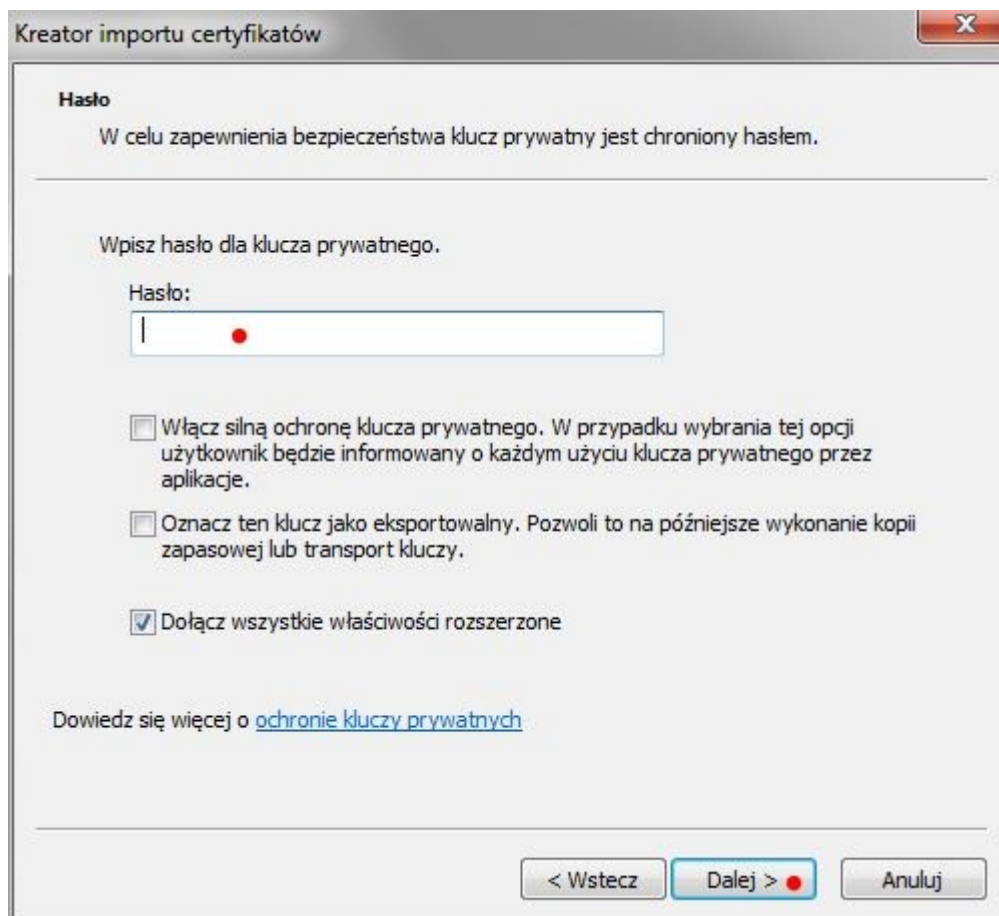 Kreator importu certyfikatów
Hasło
W celu zapewnienia bezpieczeństwa klucz prywatny jest chroniony hasłem.
Wpisz hasło dla klucza prywatnego.
Hasło:
Włącz silną ochronę klucza prywatnego. W przypadku wybrania tej opcji
użytkownik będzie informowany o każdym użyciu klucza prywatnego przez
aplikacje.
Oznacz ten klucz jako eksportowalny. Pozwoli to na późniejsze wykonanie kopii
zapasowej lub transport kluczy.
Dołącz wszystkie właściwości rozszerzone
Dowiedz się więcej o ochronie kluczy prywatnych
< Wstecz Dalej > Anuluj